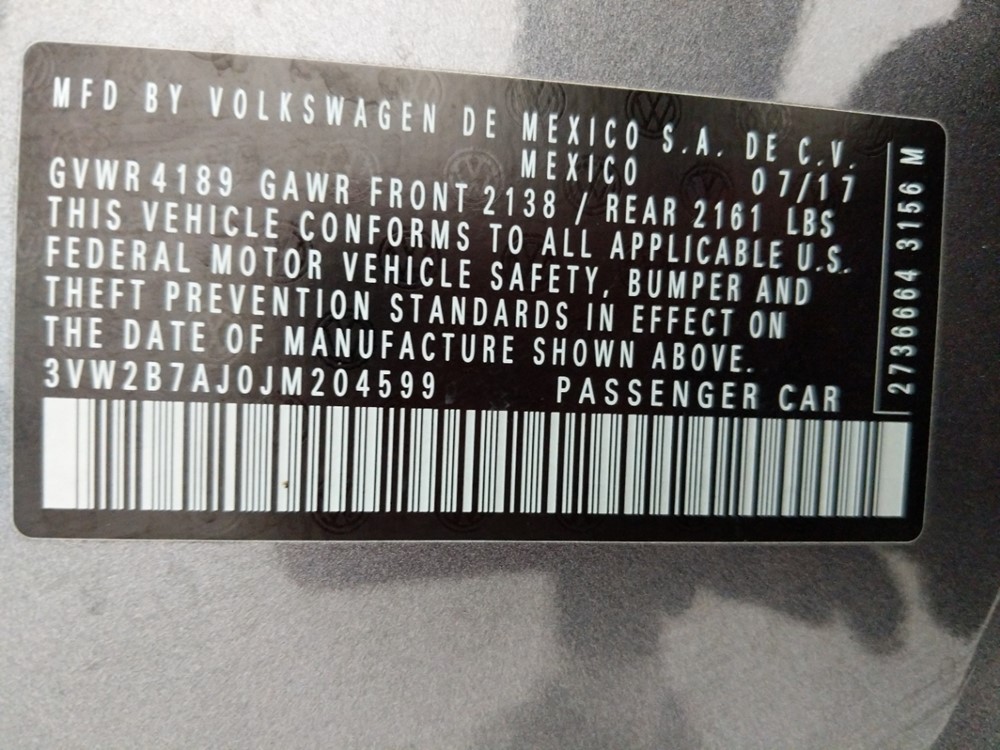 MFD BY VOLKSWAGEN DE MEXICO S.A. DE C.V.
MEXICO 07/17
GVWR 4189 GAWR FRONT 2138 / REAR 2161 LBS
THIS VEHICLE CONFORMS TO ALL APPLICABLE U.S.
FEDERAL MOTOR VEHICLE SAFETY, BUMPER AND
THEFT PREVENTION STANDARDS IN EFFECT ON
THE DATE OF MANUFACTURE SHOWN ABOVE.
3VW2B7AJ0JM204599 PASSENGER CAR
2736664 3156 M